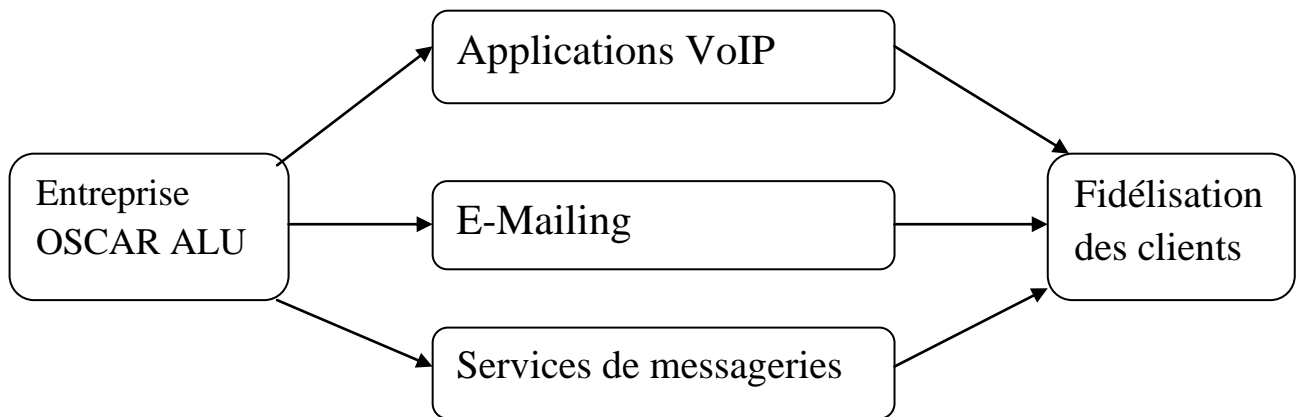 Applications VoIP
Entreprise
OSCAR ALU
E-Mailing
Fidélisation
des clients
Services de messageries